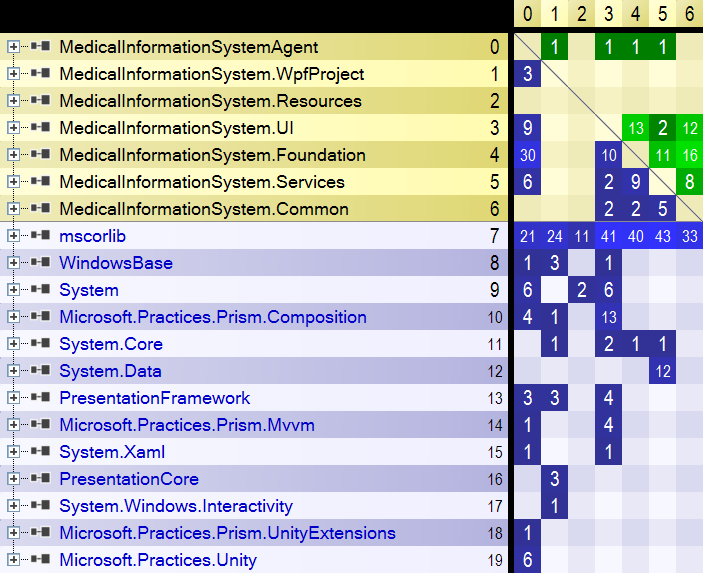 0 1 2 3 4 5 6
MedicalInformationSystemAgent 0 1 1 1 1
MedicalInformationSystem.WpfProject 1 3
MedicalInformationSystem.Resources 2
MedicalInformationSystem.UI 3 9 13 2 12
MedicalInformationSystem.Foundation 4 30 10 11 16
MedicalInformationSystem.Services 5 6 2 9 8
MedicalInformationSystem.Common 6 2 2 5
mscorlib 7 21 24 11 41 40 43 33
WindowsBase 8 1 3 1
System 9 6 2 6
Microsoft.Practices.Prism.Composition 10 4 1 13
System.Core 11 1 2 1 1
System.Data 12 12
PresentationFramework 13 3 3 4
Microsoft.Practices.Prism.Mvvm 14 1 4
System.Xaml 15 1 1
PresentationCore 16 3
System.Windows.Interactivity 17 1
Microsoft.Practices.Prism.UnityExtensions 18 1
Microsoft.Practices.Unity 19 6